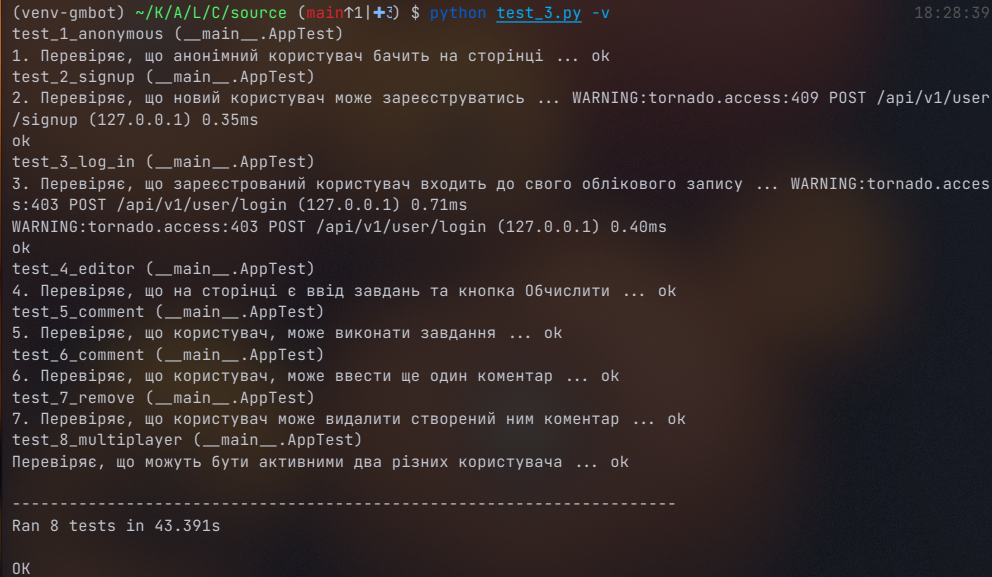 (venv-gmbot) ~/K/A/L/C/source (main↑1|✚3) $ python test_3.py -v 18:28:39
test_1_anonymous (__main__.AppTest)
1. Перевіряє, що анонімний користувач бачить на сторінці ... ok
test_2_signup (__main__.AppTest)
2. Перевіряє, що новий користувач може зареєструватись ... WARNING:tornado.access:409 POST /api/v1/user
/signup (127.0.0.1) 0.35ms
ok
test_3_log_in (__main__.AppTest)
3. Перевіряє, що зареєстрований користувач входить до свого облікового запису ... WARNING:tornado.acces
s:403 POST /api/v1/user/login (127.0.0.1) 0.71ms
WARNING:tornado.access:403 POST /api/v1/user/login (127.0.0.1) 0.40ms
ok
test_4_editor (__main__.AppTest)
4. Перевіряє, що на сторінці є ввід завдань та кнопка Обчислити ... ok
test_5_comment (__main__.AppTest)
5. Перевіряє, що користувач, може виконати завдання ... ok
test_6_comment (__main__.AppTest)
6. Перевіряє, що користувач, може ввести ще один коментар ... ok
test_7_remove (__main__.AppTest)
7. Перевіряє, що користувач може видалити створений ним коментар ... ok
test_8_multiplayer (__main__.AppTest)
Перевіряє, що можуть бути активними два різних користувача ... ok
----------------------------------------------------------------------
Ran 8 tests in 43.391s
OK